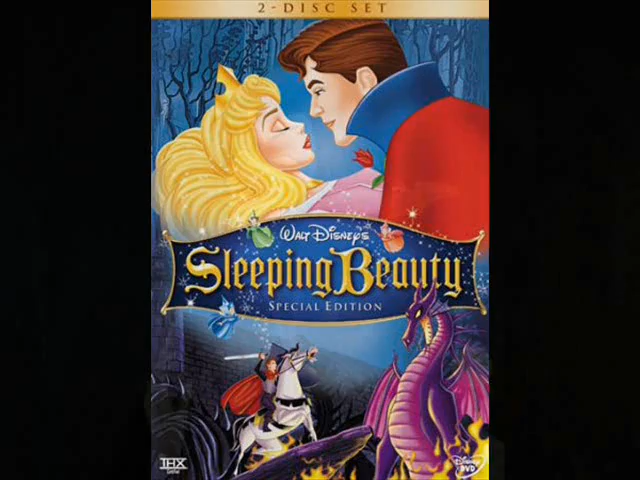 2-DISC SET
WALT DISNEY'S
SLEEPING BEAUTY
SPECIAL EDITION
THX
Disney
DVD